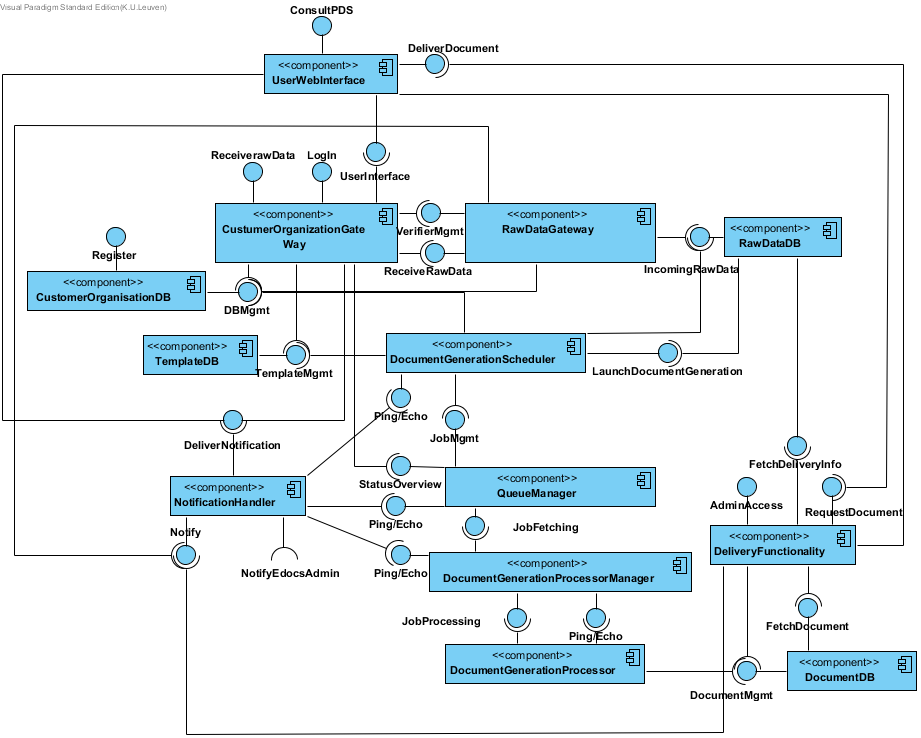 Visual Paradigm Standard Edition(K.U.Leuven)
ConsultPDS
DeliverDocument
<<component>>
UserWebInterface
ReceiverawData
LogIn
UserInterface
<<component>>
CustumerOrganizationGate
Way
VerifierMgmt
ReceiveRawData
<<component>>
RawDataGateway
<<component>>
RawDataDB
IncomingRawData
Register
<<component>>
CustomerOrganisationDB
DBMgmt
<<component>>
TemplateDB
TemplateMgmt
<<component>>
DocumentGenerationScheduler
LaunchDocumentGeneration
Ping/Echo
JobMgmt
DeliverNotification
FetchDeliveryInfo
StatusOverview
<<component>>
QueueManager
<<component>>
NotificationHandler
AdminAccess
RequestDocument
Ping/Echo
JobFetching
Notify
<<component>>
DeliveryFunctionality
NotifyEdocsAdmin
Ping/Echo
<<component>>
DocumentGenerationProcessorManager
JobProcessing
Ping/Echo
FetchDocument
<<component>>
DocumentGenerationProcessor
DocumentMgmt
<<component>>
DocumentDB